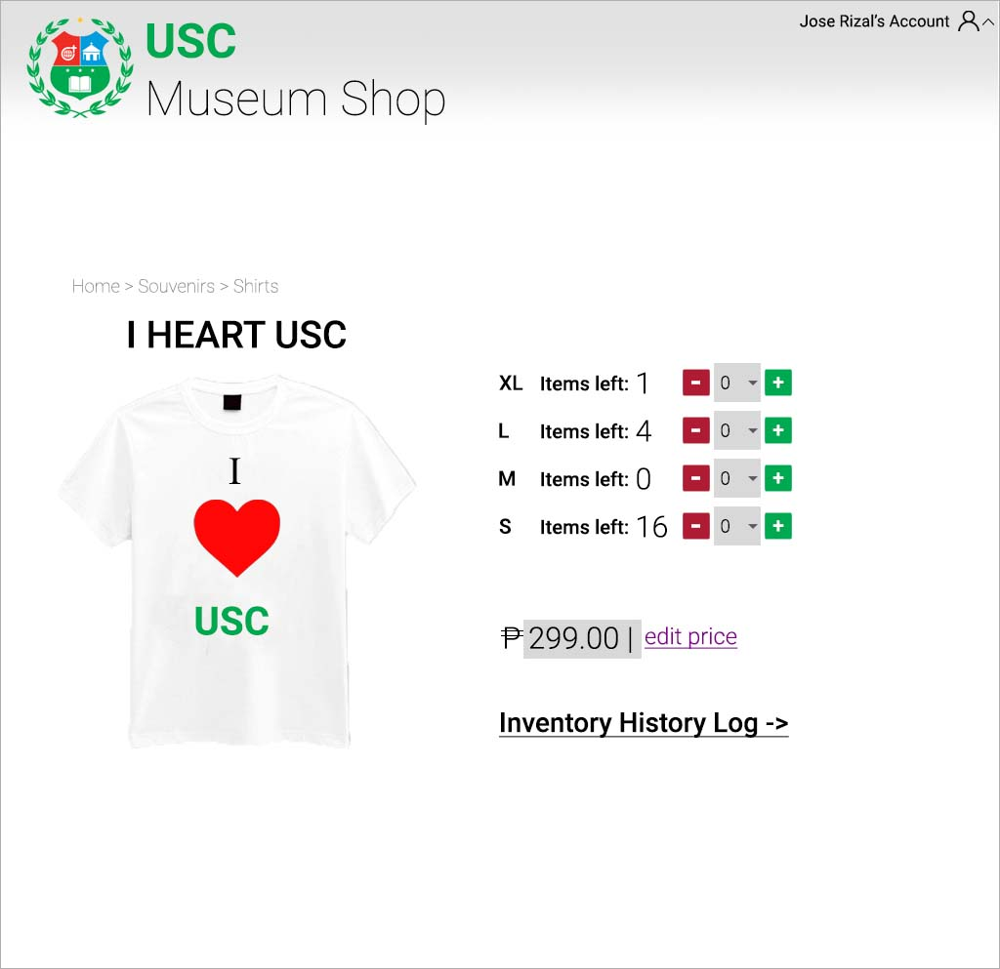 USC
Museum Shop
Jose Rizal's Account
Home > Souvenirs > Shirts
I HEART USC
I
USC
XL Items left: 1 - 0 +
L Items left: 4 - 0 +
M Items left: 0 - 0 +
S Items left: 16 - 0 +
₱ 299.00 | edit price
Inventory History Log ->